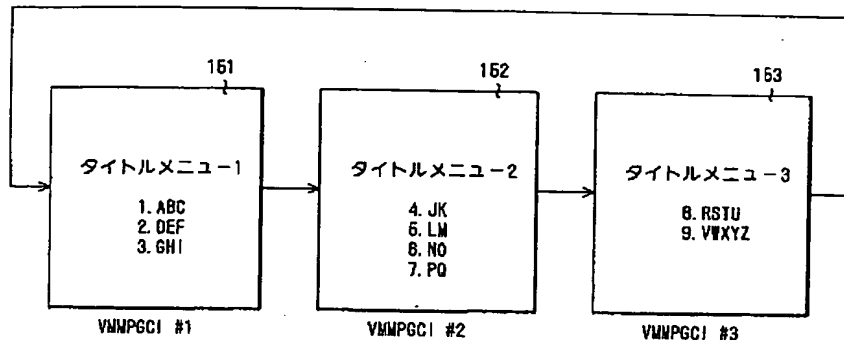 161
タイトルメニュー1
1. ABC
2. DEF
3. GHI
VMMPGCI #1
162
タイトルメニュー2
4. JK
5. LM
6. NO
7. PQ
VMMPGCI #2
163
タイトルメニュー3
8. RSTU
9. VWXYZ
VMMPGCI #3